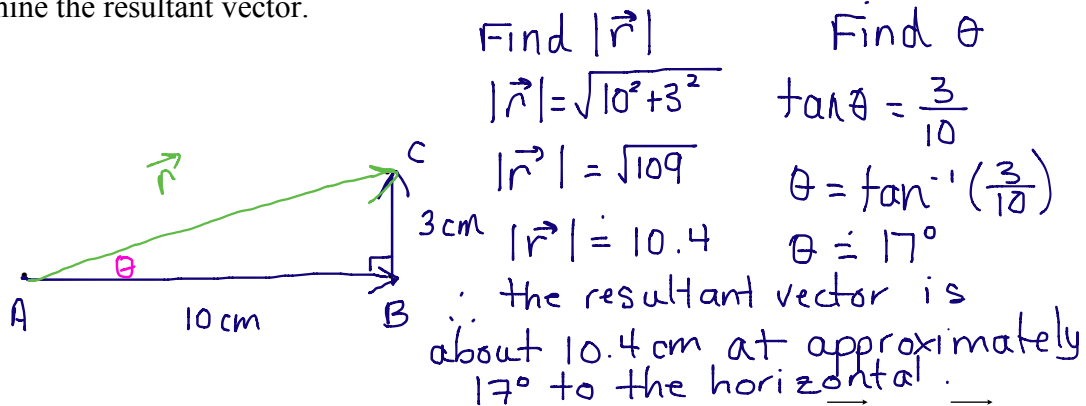 the resultant vector.
Find |r⃗|
|r⃗| = √10² + 3²
|r⃗| = √109
|r⃗| ≐ 10.4
Find θ
tan θ = 3/10
θ = tan⁻¹(3/10)
θ ≐ 17°
r⃗
C
3 cm
θ
A
10 cm
B
∴ the resultant vector is
about 10.4 cm at approximately
17° to the horizontal.